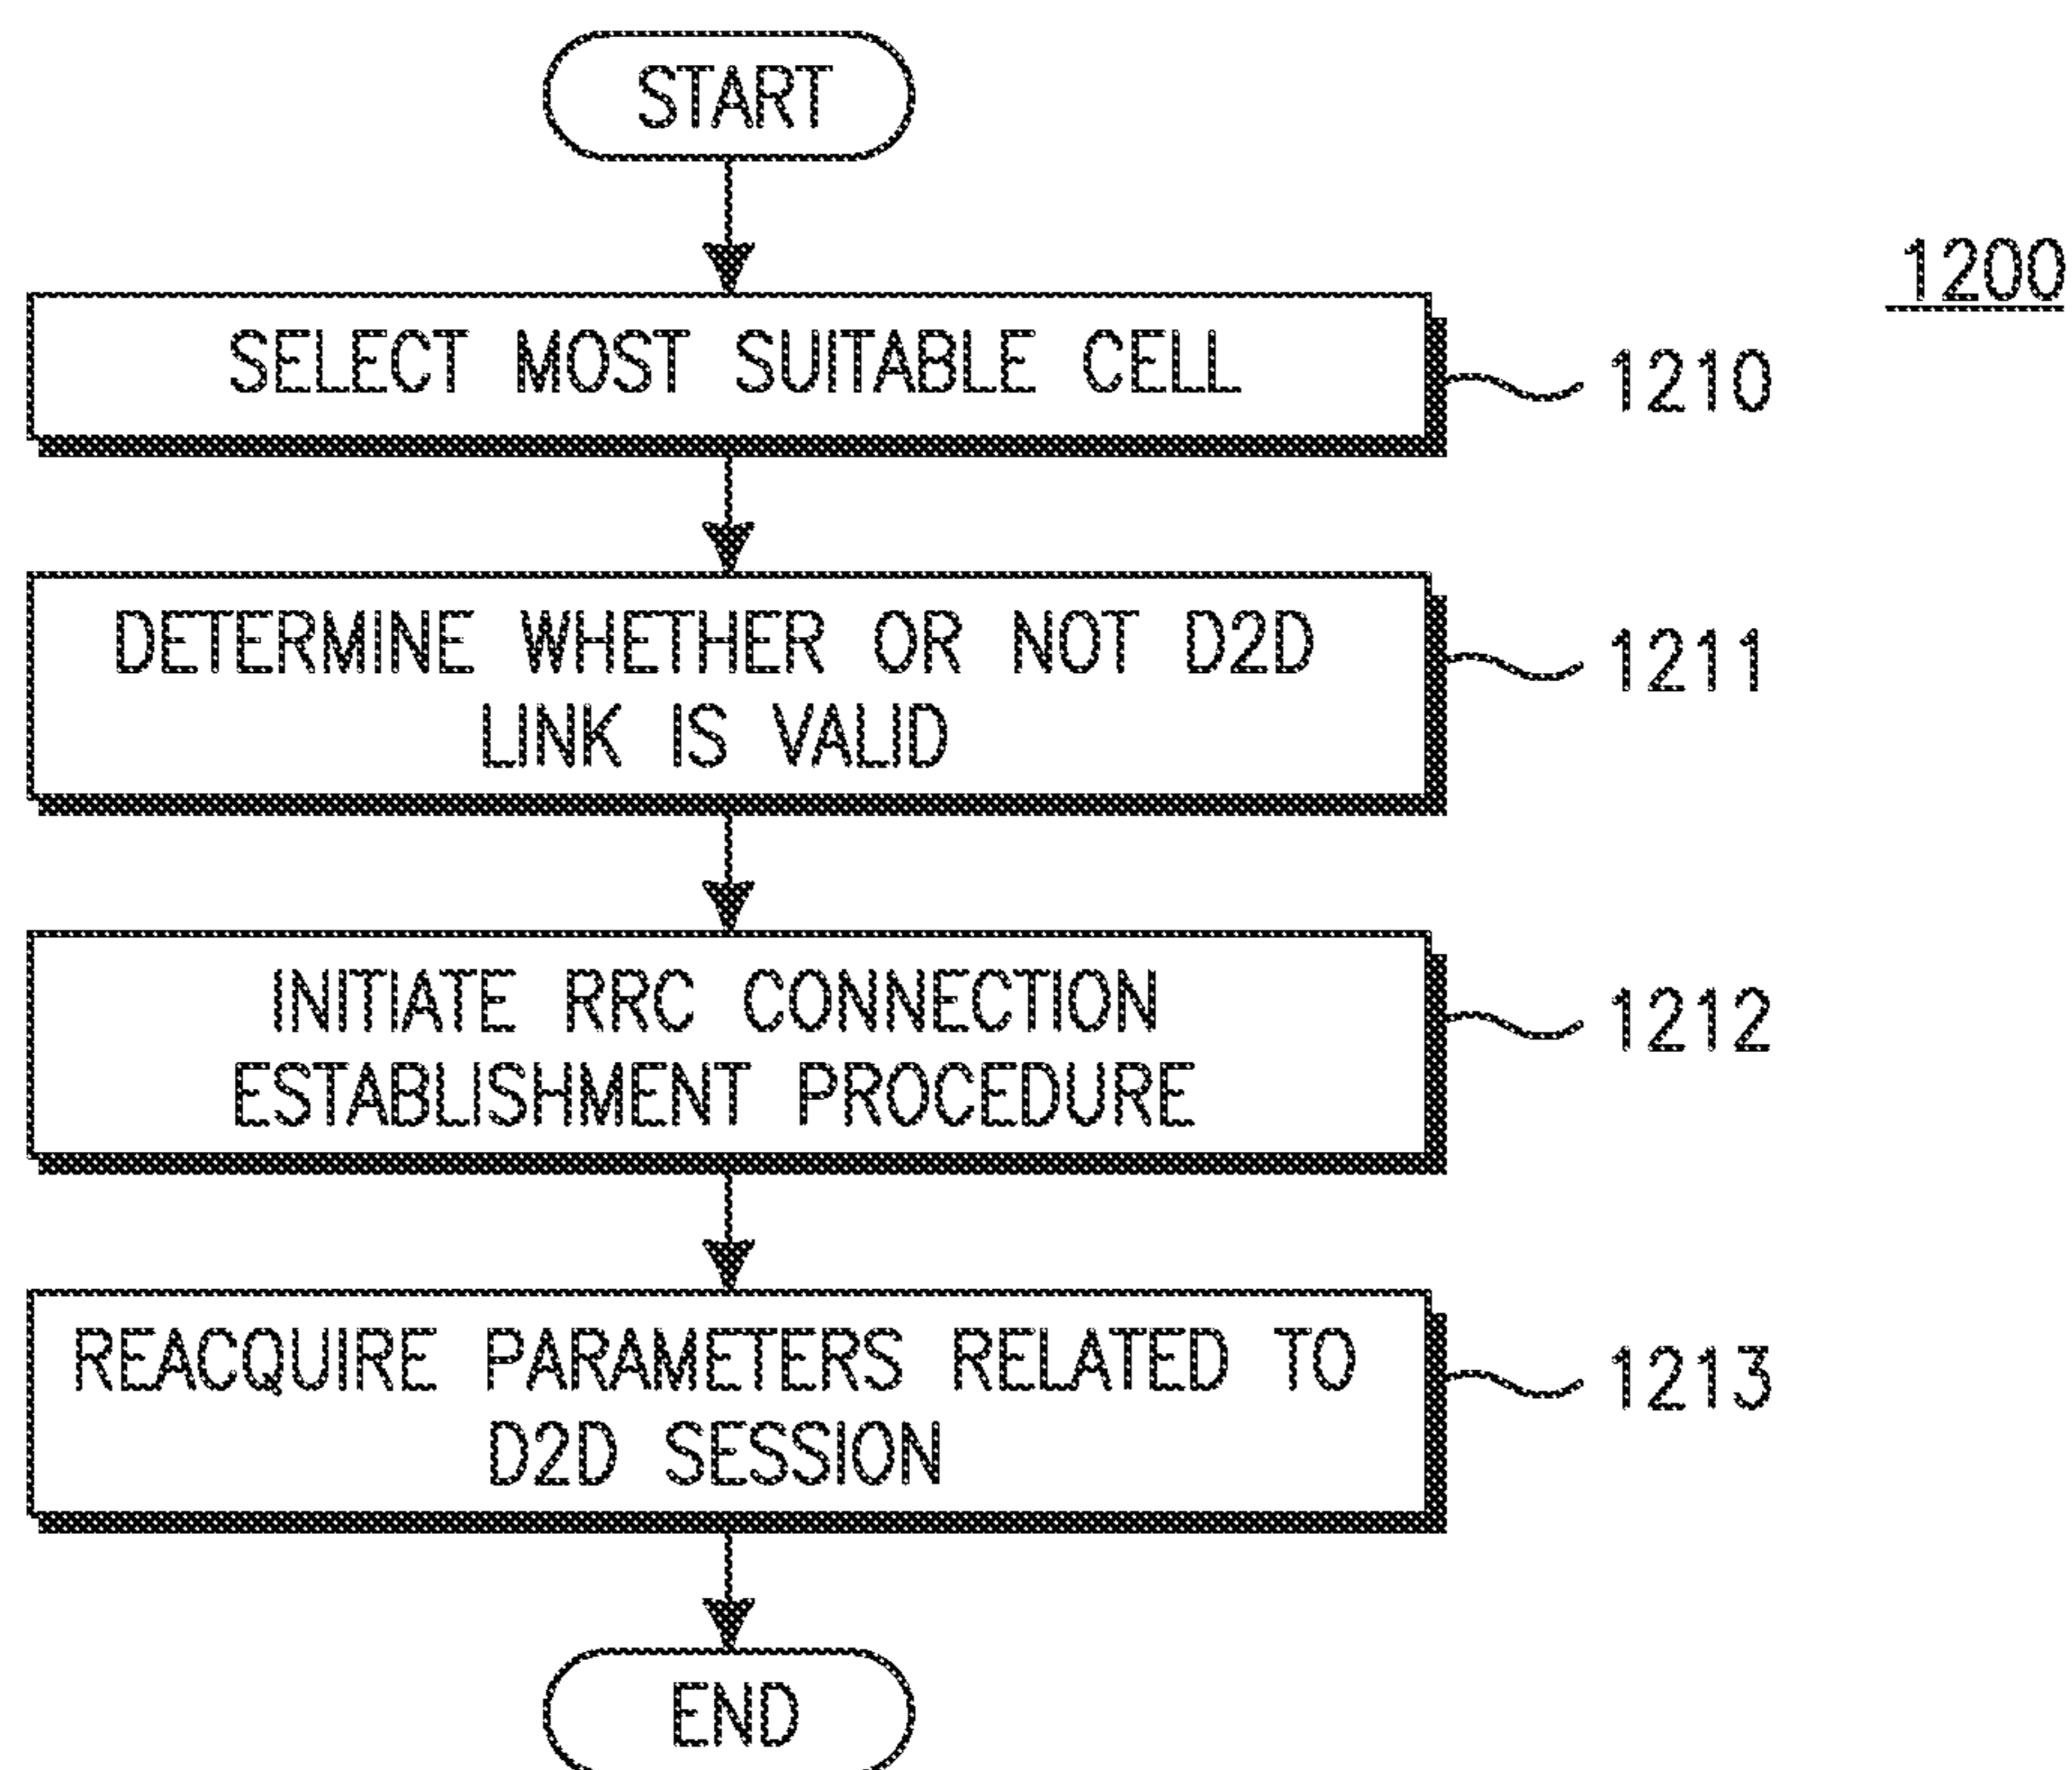 START
1200
SELECT MOST SUITABLE CELL
1210
DETERMINE WHETHER OR NOT D2D
LINK IS VALID
1211
INITIATE RRC CONNECTION
ESTABLISHMENT PROCEDURE
1212
REACQUIRE PARAMETERS RELATED TO
D2D SESSION
1213
END